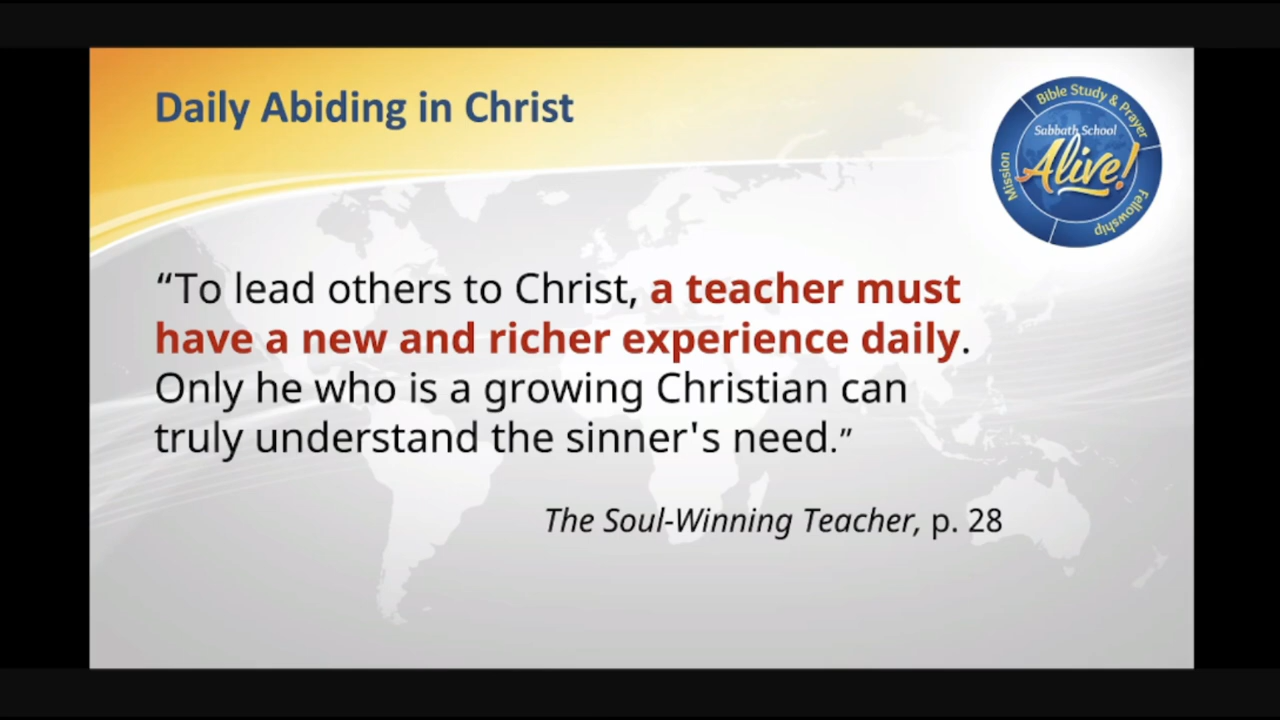 Daily Abiding in Christ
Bible Study & Prayer
Sabbath School
Alive!
Mission
Fellowship
“To lead others to Christ, a teacher must
have a new and richer experience daily.
Only he who is a growing Christian can
truly understand the sinner's need.”
The Soul-Winning Teacher, p. 28